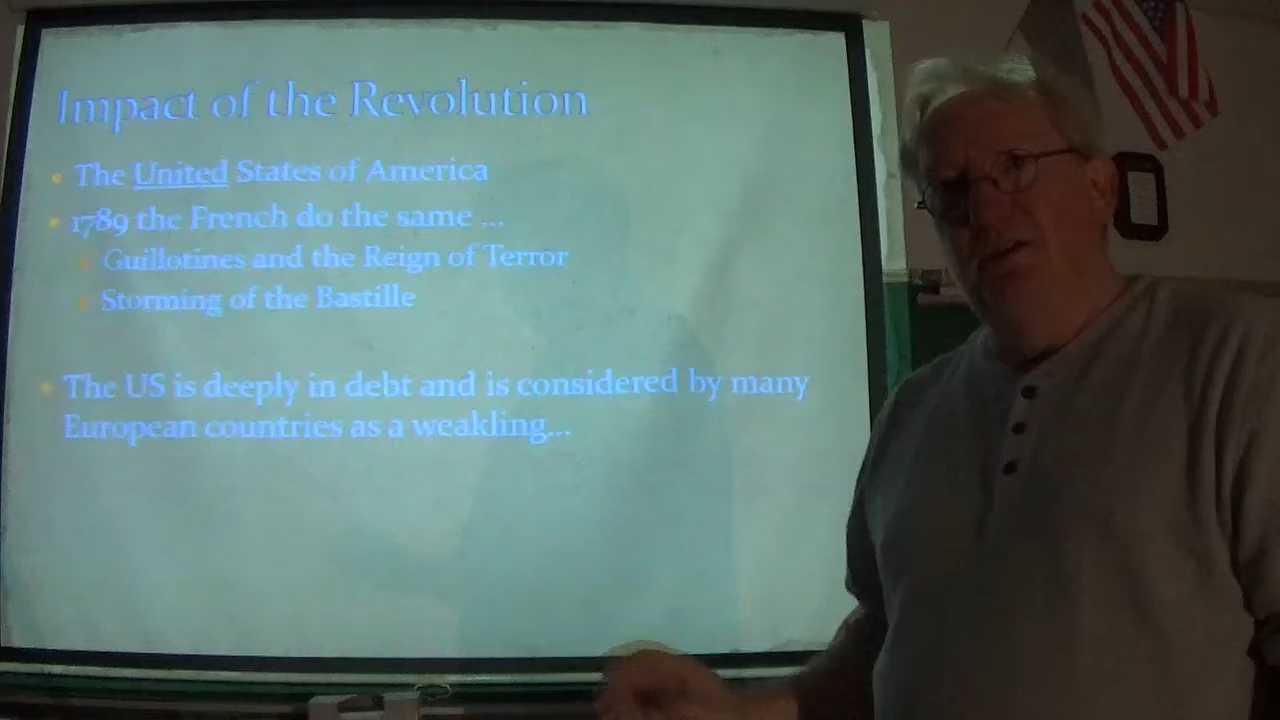 Impact of the Revolution
The United States of America
1789 the French do the same ...
Guillotines and the Reign of Terror
Storming of the Bastille
The US is deeply in debt and is considered by many
European countries as a weakling...